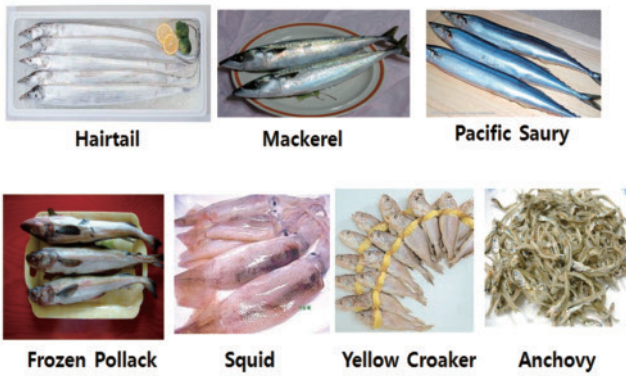 Hairtail
Mackerel
Pacific Saury
Frozen Pollack
Squid
Yellow Croaker
Anchovy